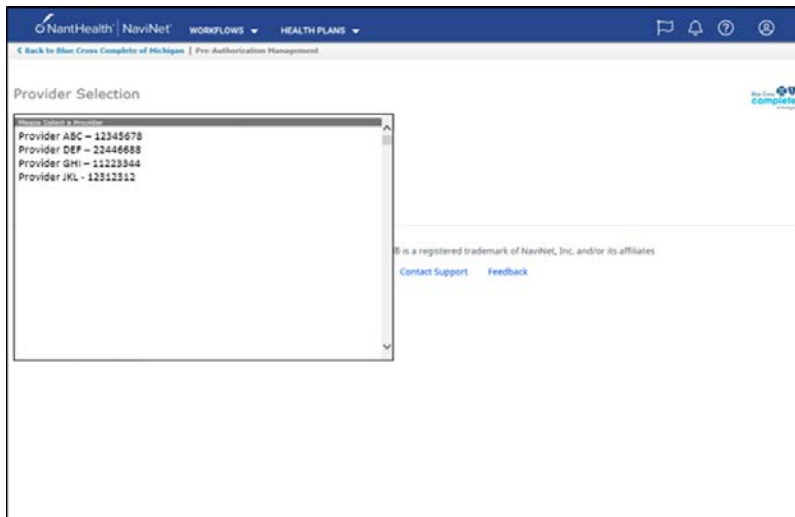 NantHealth® | NaviNet® WORKFLOWS HEALTH PLANS
Back to Blue Cross Complete of Michigan | Pre-Authorization Management
Provider Selection
Blue Cross
complete
Please Select a Provider
Provider ABC – 12345678
Provider DEF – 22446688
Provider GHI – 11223344
Provider JKL - 12312312
® is a registered trademark of NaviNet, Inc. and/or its affiliates
Contact Support Feedback